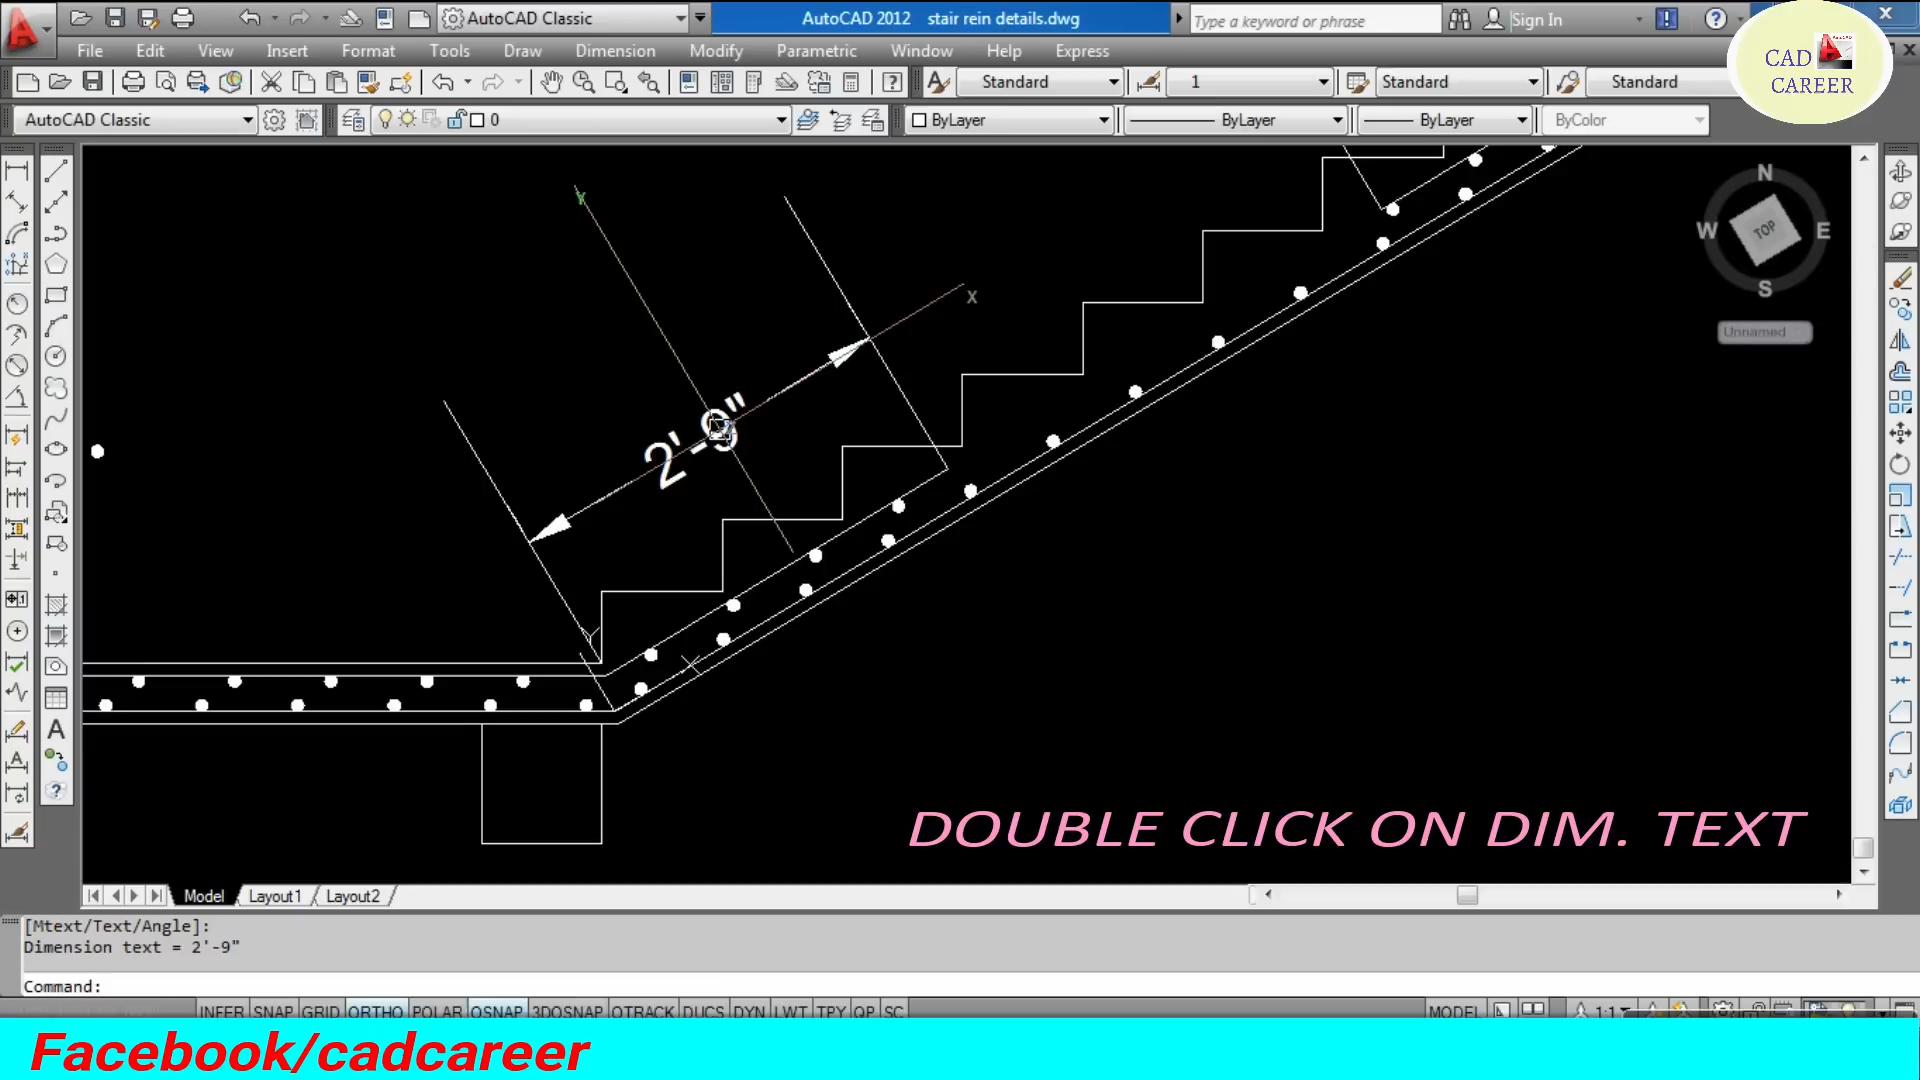 AutoCAD Classic
AutoCAD 2012 stair rein details.dwg
Type a keyword or phrase
Sign In
File Edit View Insert Format Tools Draw Dimension Modify Parametric Window Help Express
CAD
CAREER
Standard
1
Standard
Standard
AutoCAD Classic
0
ByLayer
ByLayer
ByLayer
ByColor
Y
X
2'-9"
N
W
TOP
E
S
Unnamed
DOUBLE CLICK ON DIM. TEXT
Model Layout1 Layout2
[Mtext/Text/Angle]:
Dimension text = 2'-9"
Command:
INFER SNAP GRID ORTHO POLAR OSNAP 3DOSNAP OTRACK DUCS DYN LWT TPY QP SC
MODEL
1:1
Facebook/cadcareer